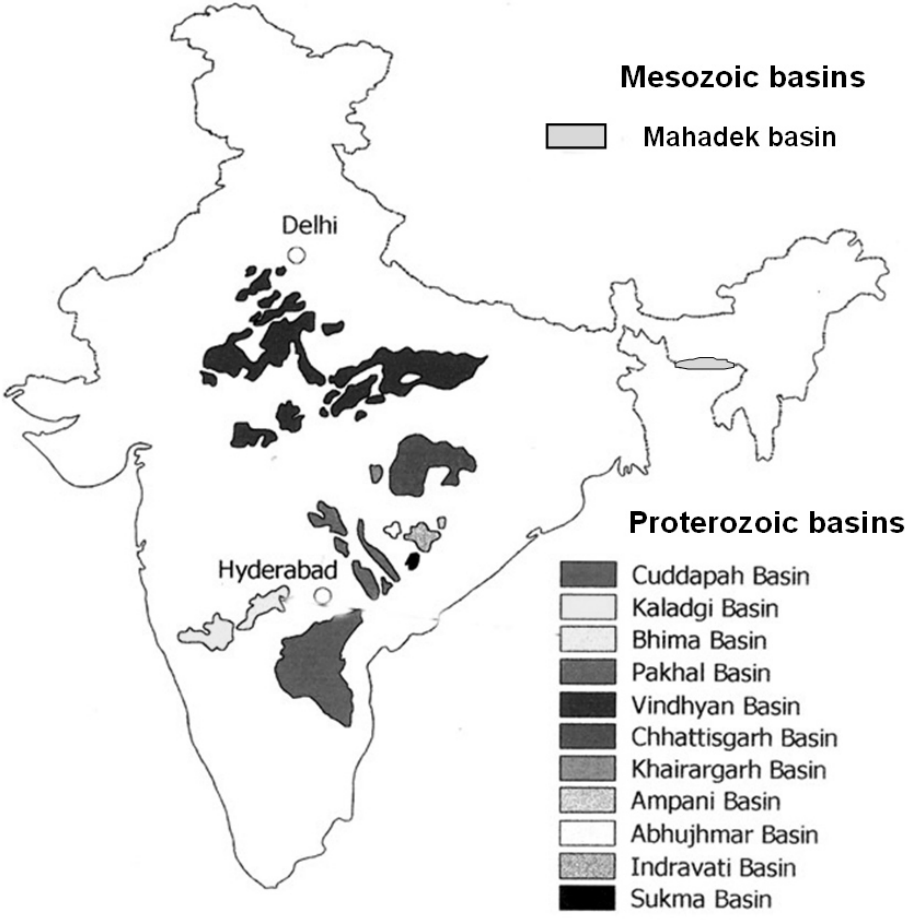 Mesozoic basins
Mahadek basin
Delhi
Hyderabad
Proterozoic basins
Cuddapah Basin
Kaladgi Basin
Bhima Basin
Pakhal Basin
Vindhyan Basin
Chhattisgarh Basin
Khairargarh Basin
Ampani Basin
Abhujhmar Basin
Indravati Basin
Sukma Basin